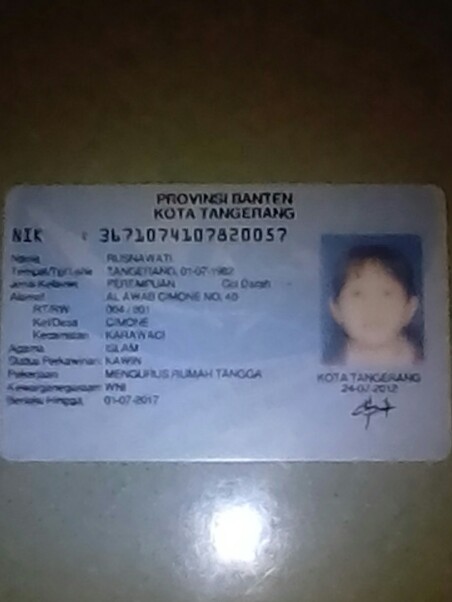 PROVINSI BANTEN
KOTA TANGERANG
NIK : 3671074107820057
Nama : RUSNAWATI
Tempat/Tgl Lahir : TANGERANG, 01-07-1982
Jenis Kelamin : PEREMPUAN Gol Darah :
Alamat : AL AWAB CIMONE NO. 40
RT/RW : 004 / 001
Kel/Desa : CIMONE
Kecamatan : KARAWACI
Agama : ISLAM
Status Perkawinan : KAWIN
Pekerjaan : MENGURUS RUMAH TANGGA
Kewarganegaraan : WNI
Berlaku Hingga : 01-07-2017
KOTA TANGERANG
24-07-2012